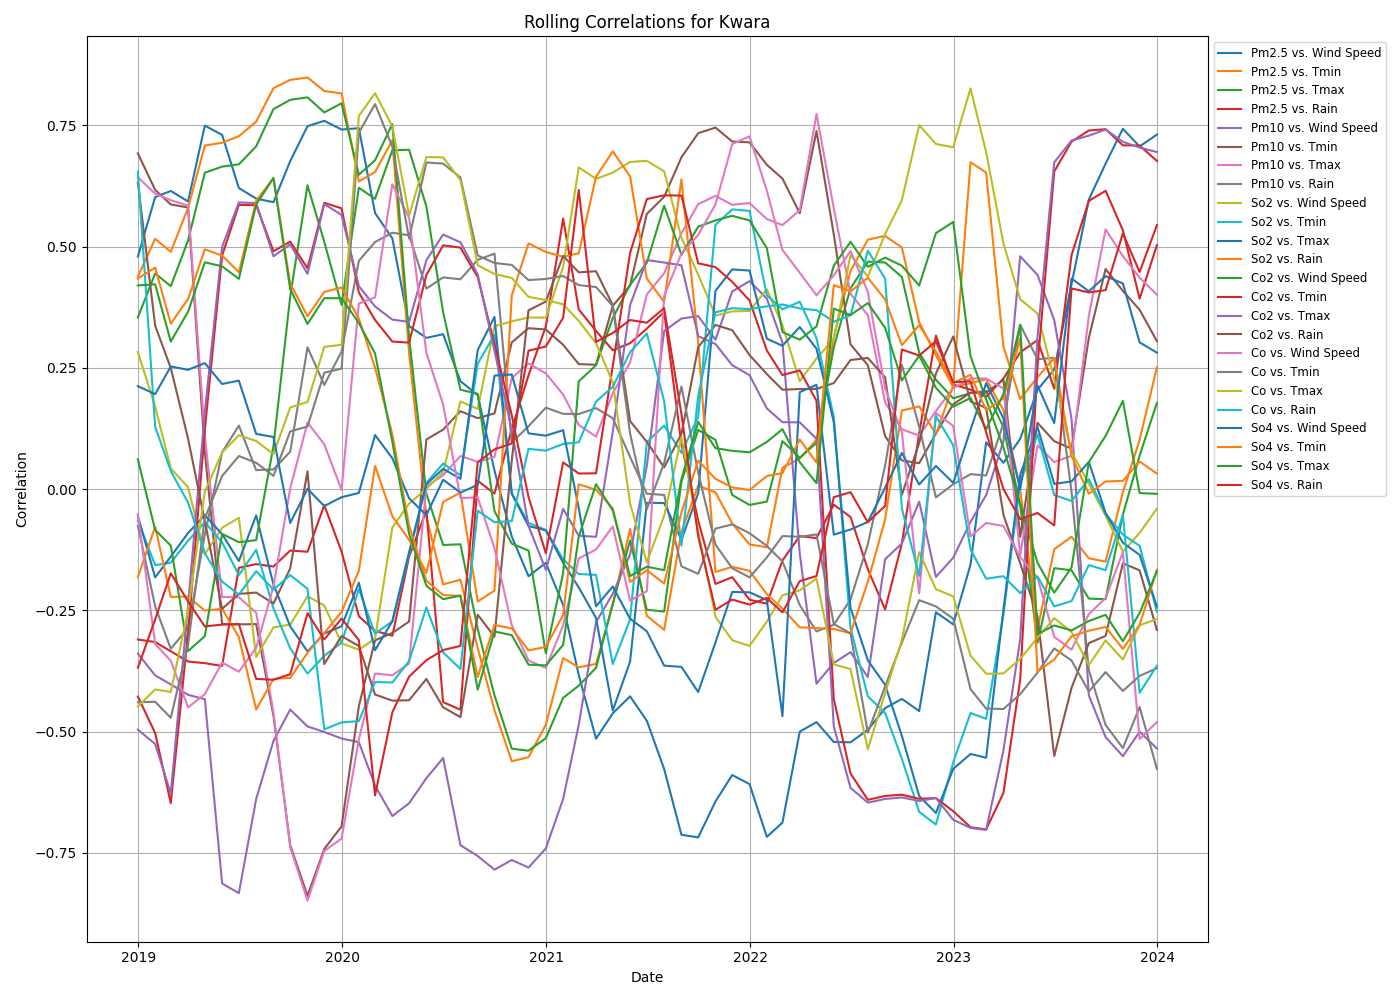 Rolling Correlations for Kwara
Correlation
0.75
0.50
0.25
0.00
−0.25
−0.50
−0.75
2019
2020
2021
2022
2023
2024
Date
Pm2.5 vs. Wind Speed
Pm2.5 vs. Tmin
Pm2.5 vs. Tmax
Pm2.5 vs. Rain
Pm10 vs. Wind Speed
Pm10 vs. Tmin
Pm10 vs. Tmax
Pm10 vs. Rain
So2 vs. Wind Speed
So2 vs. Tmin
So2 vs. Tmax
So2 vs. Rain
Co2 vs. Wind Speed
Co2 vs. Tmin
Co2 vs. Tmax
Co2 vs. Rain
Co vs. Wind Speed
Co vs. Tmin
Co vs. Tmax
Co vs. Rain
So4 vs. Wind Speed
So4 vs. Tmin
So4 vs. Tmax
So4 vs. Rain